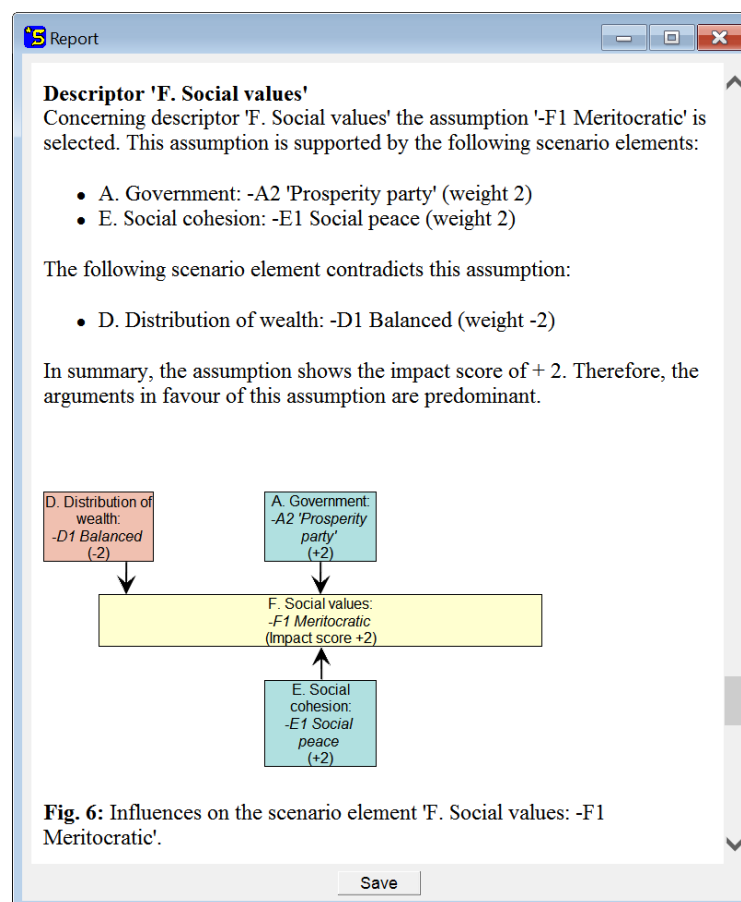 Report
Descriptor 'F. Social values'
Concerning descriptor 'F. Social values' the assumption '-F1 Meritocratic' is
selected. This assumption is supported by the following scenario elements:
• A. Government: -A2 'Prosperity party' (weight 2)
• E. Social cohesion: -E1 Social peace (weight 2)
The following scenario element contradicts this assumption:
• D. Distribution of wealth: -D1 Balanced (weight -2)
In summary, the assumption shows the impact score of + 2. Therefore, the
arguments in favour of this assumption are predominant.
D. Distribution of
wealth:
-D1 Balanced
(-2)
A. Government:
-A2 'Prosperity
party'
(+2)
F. Social values:
-F1 Meritocratic
(Impact score +2)
E. Social
cohesion:
-E1 Social
peace
(+2)
Fig. 6: Influences on the scenario element 'F. Social values: -F1
Meritocratic'.
Save